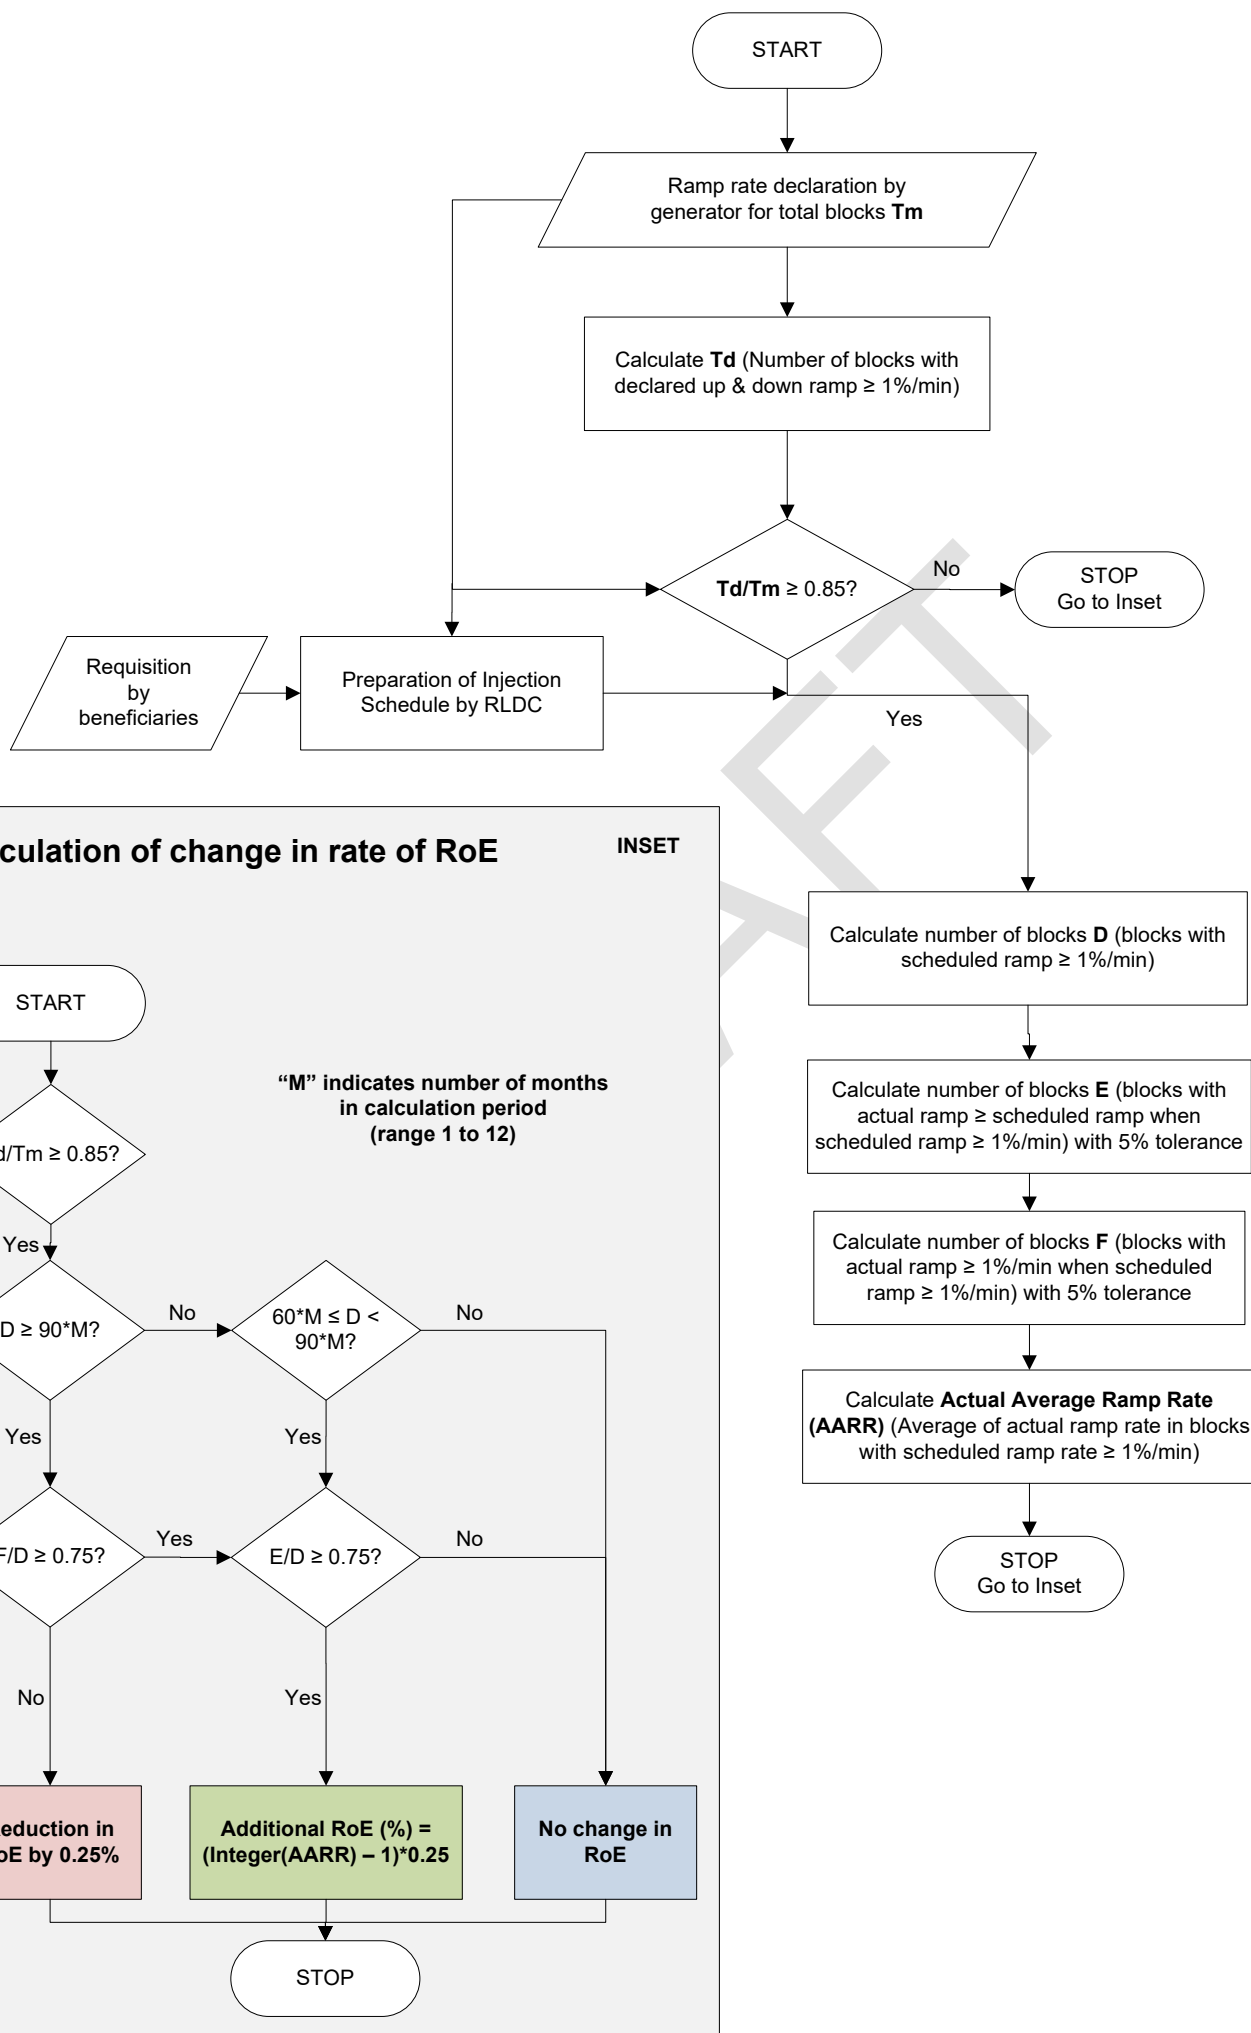 START
Ramp rate declaration by
generator for total blocks Tm
Calculate Td (Number of blocks with
declared up & down ramp ≥ 1%/min)
Td/Tm ≥ 0.85?
No
STOP
Go to Inset
Requisition
by
beneficiaries
Preparation of Injection
Schedule by RLDC
Yes
Calculate number of blocks D (blocks with
scheduled ramp ≥ 1%/min)
Calculate number of blocks E (blocks with
actual ramp ≥ scheduled ramp when
scheduled ramp ≥ 1%/min) with 5% tolerance
Calculate number of blocks F (blocks with
actual ramp ≥ 1%/min when scheduled
ramp ≥ 1%/min) with 5% tolerance
Calculate Actual Average Ramp Rate
(AARR) (Average of actual ramp rate in blocks
with scheduled ramp rate ≥ 1%/min)
STOP
Go to Inset
culation of change in rate of RoE
INSET
START
"M" indicates number of months
in calculation period
(range 1 to 12)
d/Tm ≥ 0.85?
Yes
D ≥ 90*M?
No
60*M ≤ D <
90*M?
No
Yes
Yes
F/D ≥ 0.75?
Yes
E/D ≥ 0.75?
No
No
Yes
eduction in
oE by 0.25%
Additional RoE (%) =
(Integer(AARR) – 1)*0.25
No change in
RoE
STOP
AFT